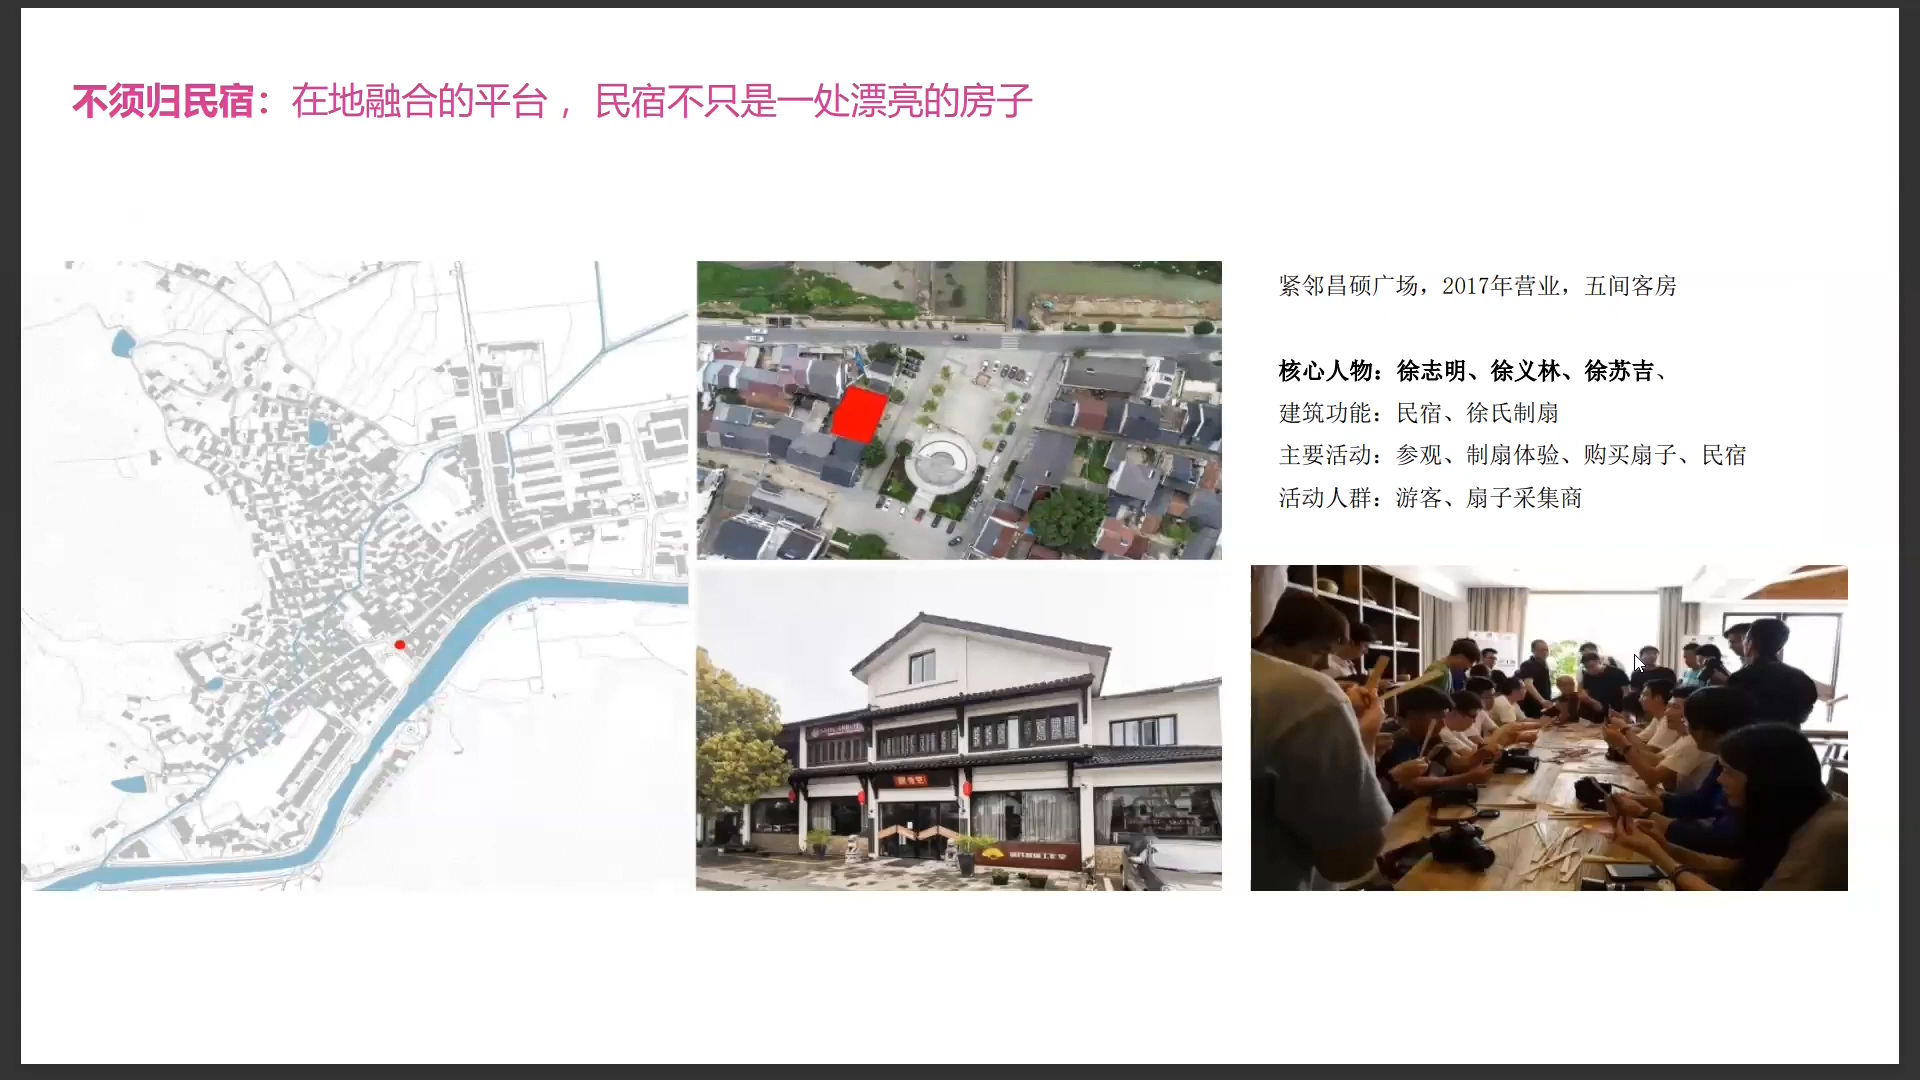 不须归民宿：在地融合的平台，民宿不只是一处漂亮的房子
紧邻昌硕广场，2017年营业，五间客房
核心人物：徐志明、徐义林、徐苏吉、
建筑功能：民宿、徐氏制扇
主要活动：参观、制扇体验、购买扇子、民宿
活动人群：游客、扇子采集商